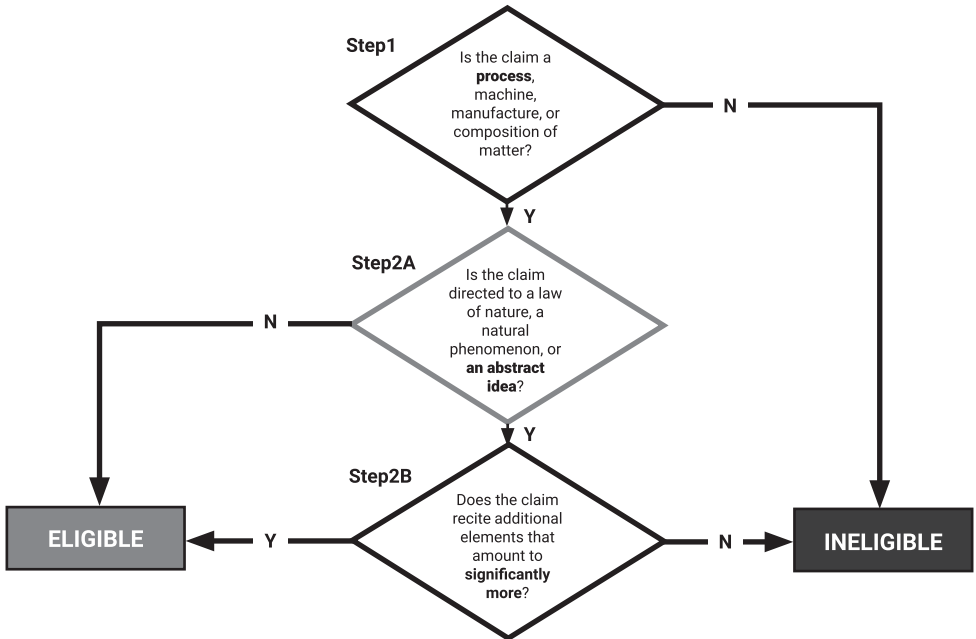 Step1
Is the claim a
process,
machine,
manufacture, or
composition of
matter?
N
Y
Step2A
Is the claim
directed to a law
of nature, a
natural
phenomenon, or
an abstract
idea?
N
Y
Step2B
Does the claim
recite additional
elements that
amount to
significantly
more?
Y
N
ELIGIBLE
INELIGIBLE